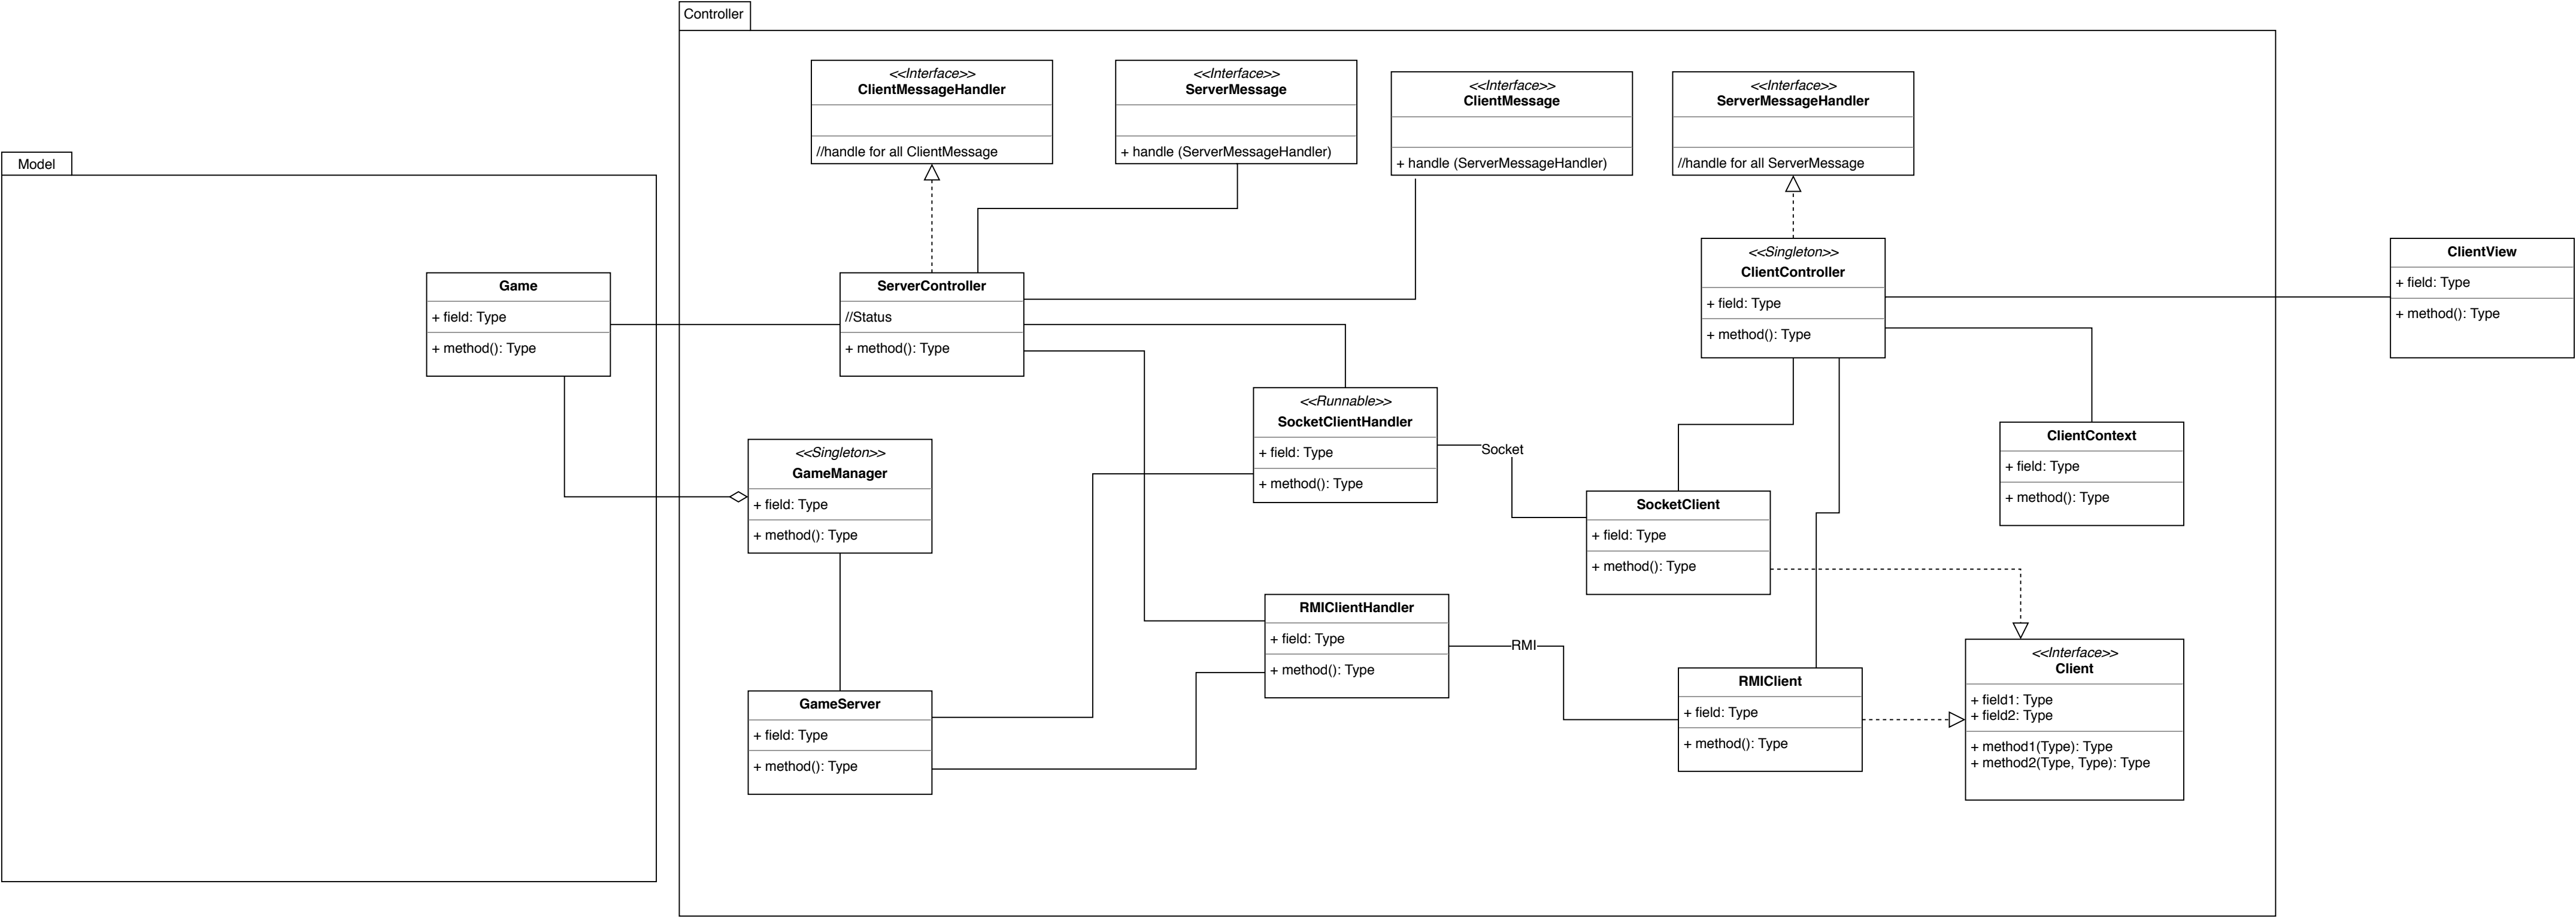 Controller
<<Interface>>
ClientMessageHandler
//handle for all ClientMessage
<<Interface>>
ServerMessage
+ handle (ServerMessageHandler)
<<Interface>>
ClientMessage
+ handle (ServerMessageHandler)
<<Interface>>
ServerMessageHandler
//handle for all ServerMessage
Model
Game
+ field: Type
+ method(): Type
ServerController
//Status
+ method(): Type
<<Singleton>>
ClientController
+ field: Type
+ method(): Type
ClientView
+ field: Type
+ method(): Type
<<Singleton>>
GameManager
+ field: Type
+ method(): Type
<<Runnable>>
SocketClientHandler
+ field: Type
+ method(): Type
Socket
SocketClient
+ field: Type
+ method(): Type
ClientContext
+ field: Type
+ method(): Type
GameServer
+ field: Type
+ method(): Type
RMIClientHandler
+ field: Type
+ method(): Type
RMI
RMIClient
+ field: Type
+ method(): Type
<<Interface>>
Client
+ field1: Type
+ field2: Type
+ method1(Type): Type
+ method2(Type, Type): Type